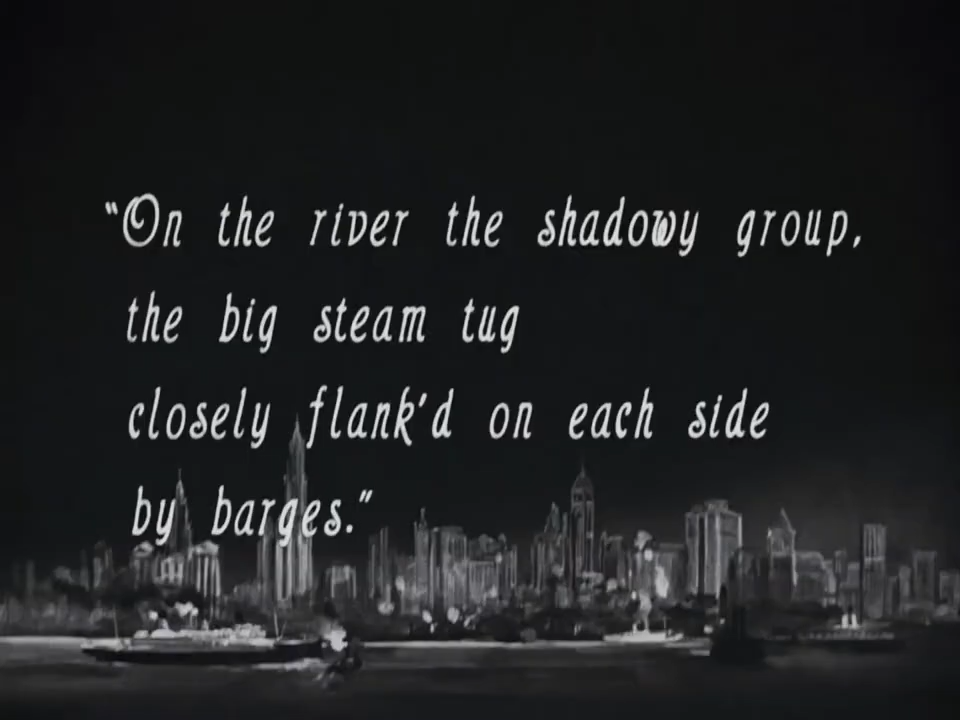 “On the river the shadowy group,
the big steam tug
closely flank'd on each side
by barges.”